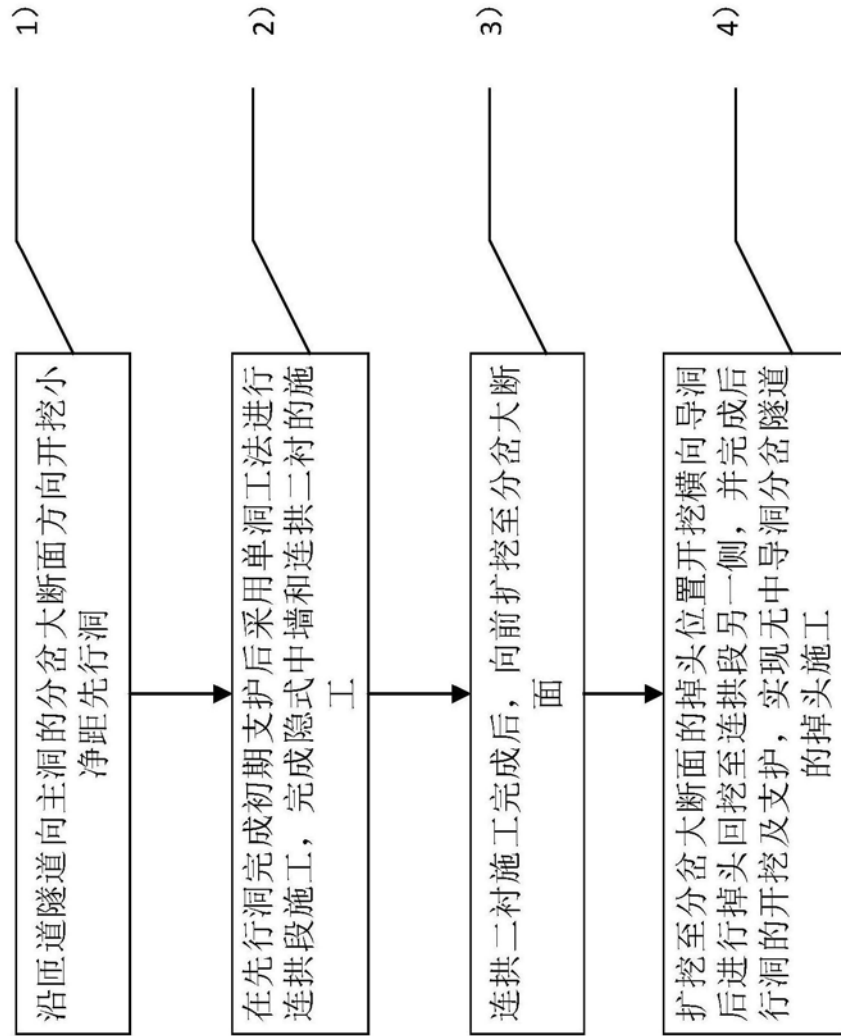 沿匝道隧道向主洞的分岔大断面方向开挖小
净距先行洞
1)
在先行洞完成初期支护后采用单洞工法进行
连拱段施工，完成隐式中墙和连拱二衬的施
工
2)
连拱二衬施工完成后，向前扩挖至分岔大断
面
3)
扩挖至分岔大断面的掉头位置开挖横向导洞
后进行掉头回挖至连拱段另一侧，并完成后
行洞的开挖及支护，实现无中导洞分岔隧道
的掉头施工
4)